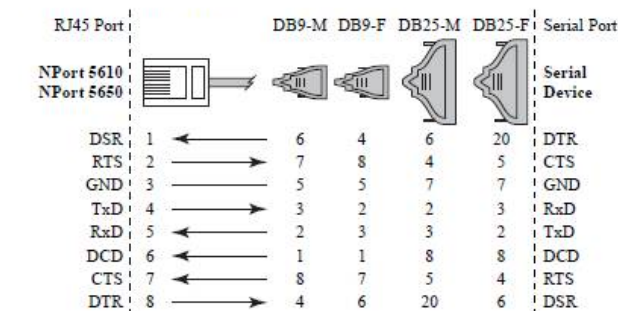 RJ45 Port DB9-M DB9-F DB25-M DB25-F Serial Port
NPort 5610 Serial
NPort 5650 Device
DSR 1 6 4 6 20 DTR
RTS 2 7 8 4 5 CTS
GND 3 5 5 7 7 GND
TxD 4 3 2 2 3 RxD
RxD 5 2 3 3 2 TxD
DCD 6 1 1 8 8 DCD
CTS 7 8 7 5 4 RTS
DTR 8 4 6 20 6 DSR